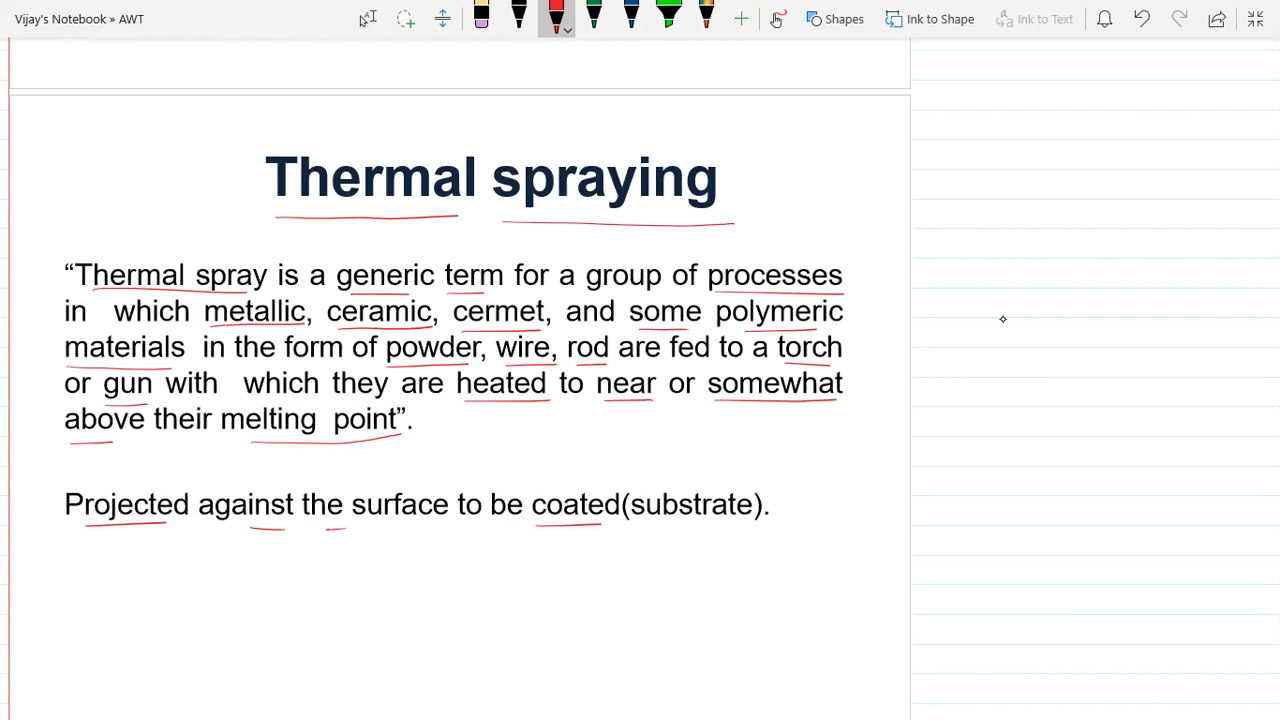 Vijay's Notebook » AWT
Shapes
Ink to Shape
Ink to Text
Thermal spraying
“Thermal spray is a generic term for a group of processes
in which metallic, ceramic, cermet, and some polymeric
materials in the form of powder, wire, rod are fed to a torch
or gun with which they are heated to near or somewhat
above their melting point”.
Projected against the surface to be coated(substrate).